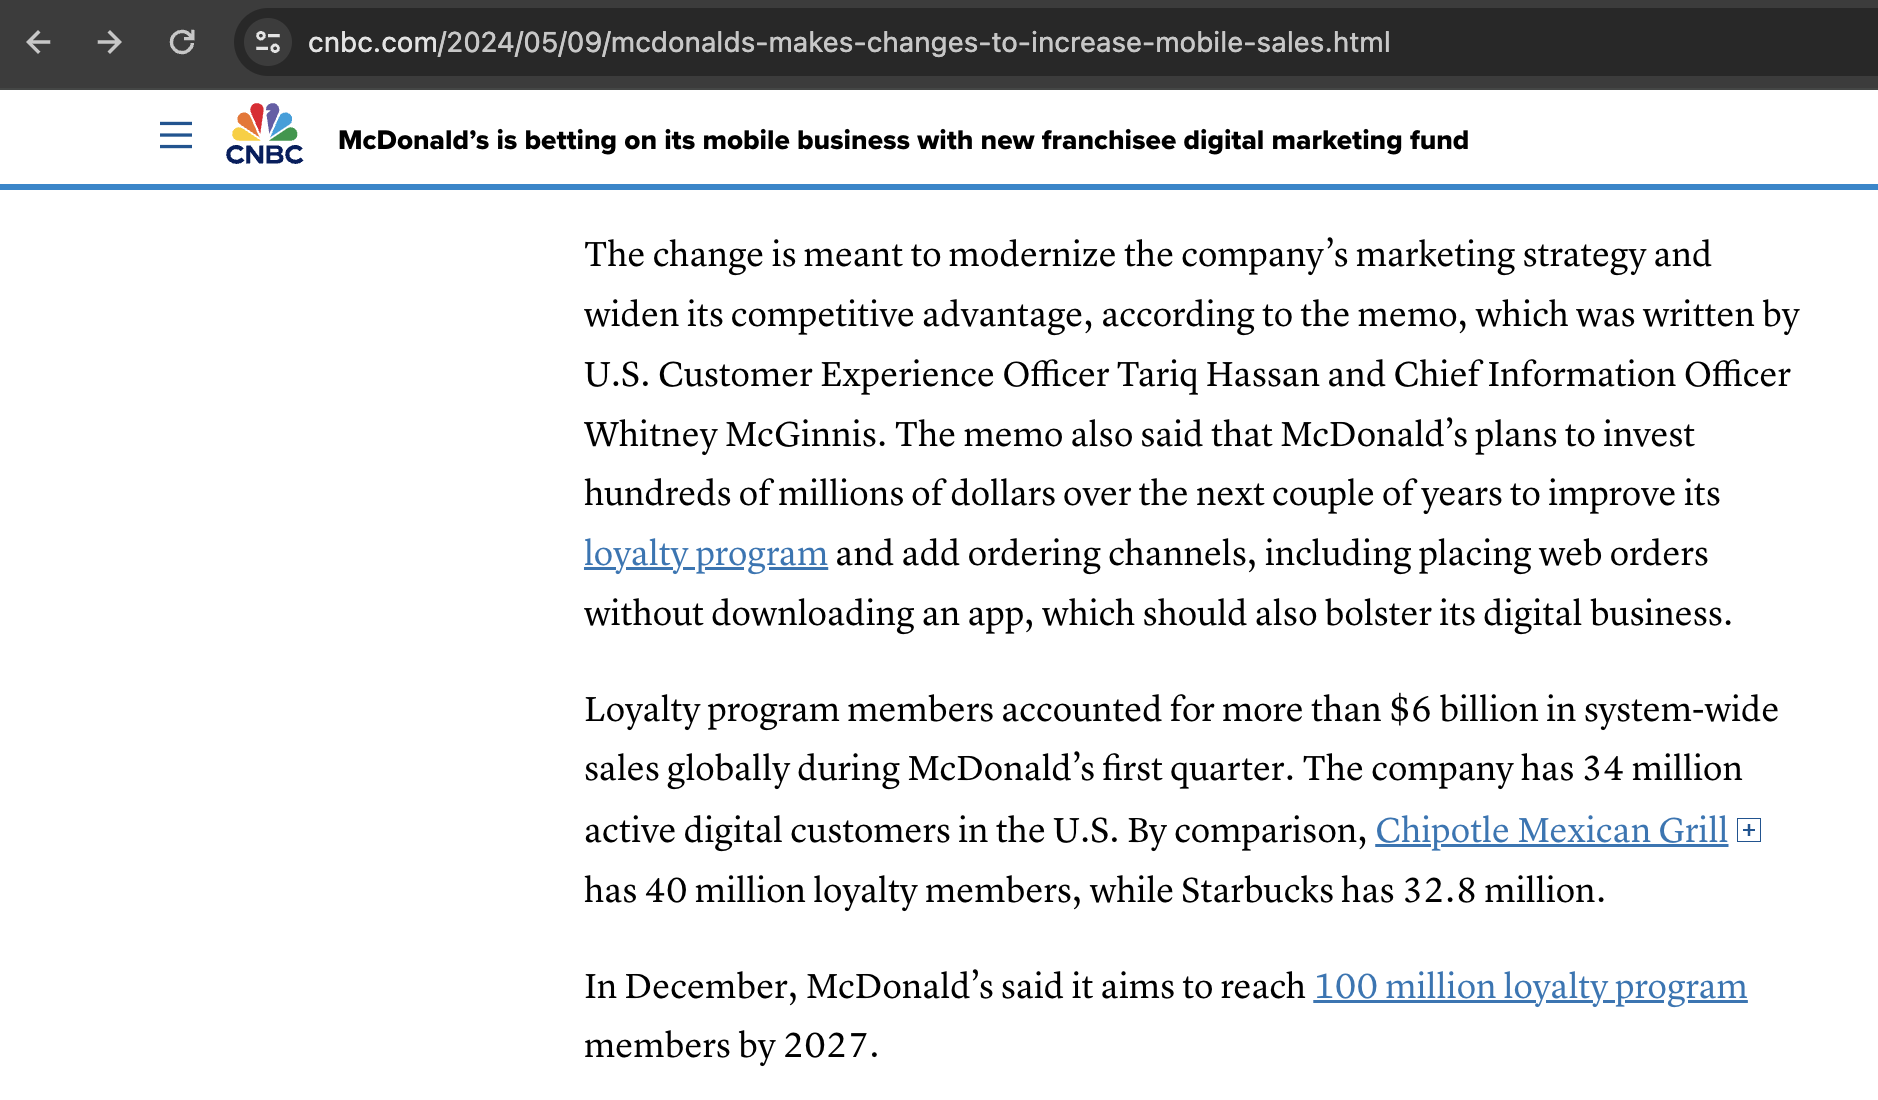 cnbc.com/2024/05/09/mcdonalds-makes-changes-to-increase-mobile-sales.html
CNBC
McDonald’s is betting on its mobile business with new franchisee digital marketing fund
The change is meant to modernize the company’s marketing strategy and
widen its competitive advantage, according to the memo, which was written by
U.S. Customer Experience Officer Tariq Hassan and Chief Information Officer
Whitney McGinnis. The memo also said that McDonald’s plans to invest
hundreds of millions of dollars over the next couple of years to improve its
loyalty program and add ordering channels, including placing web orders
without downloading an app, which should also bolster its digital business.
Loyalty program members accounted for more than $6 billion in system-wide
sales globally during McDonald’s first quarter. The company has 34 million
active digital customers in the U.S. By comparison, Chipotle Mexican Grill
has 40 million loyalty members, while Starbucks has 32.8 million.
In December, McDonald’s said it aims to reach 100 million loyalty program
members by 2027.